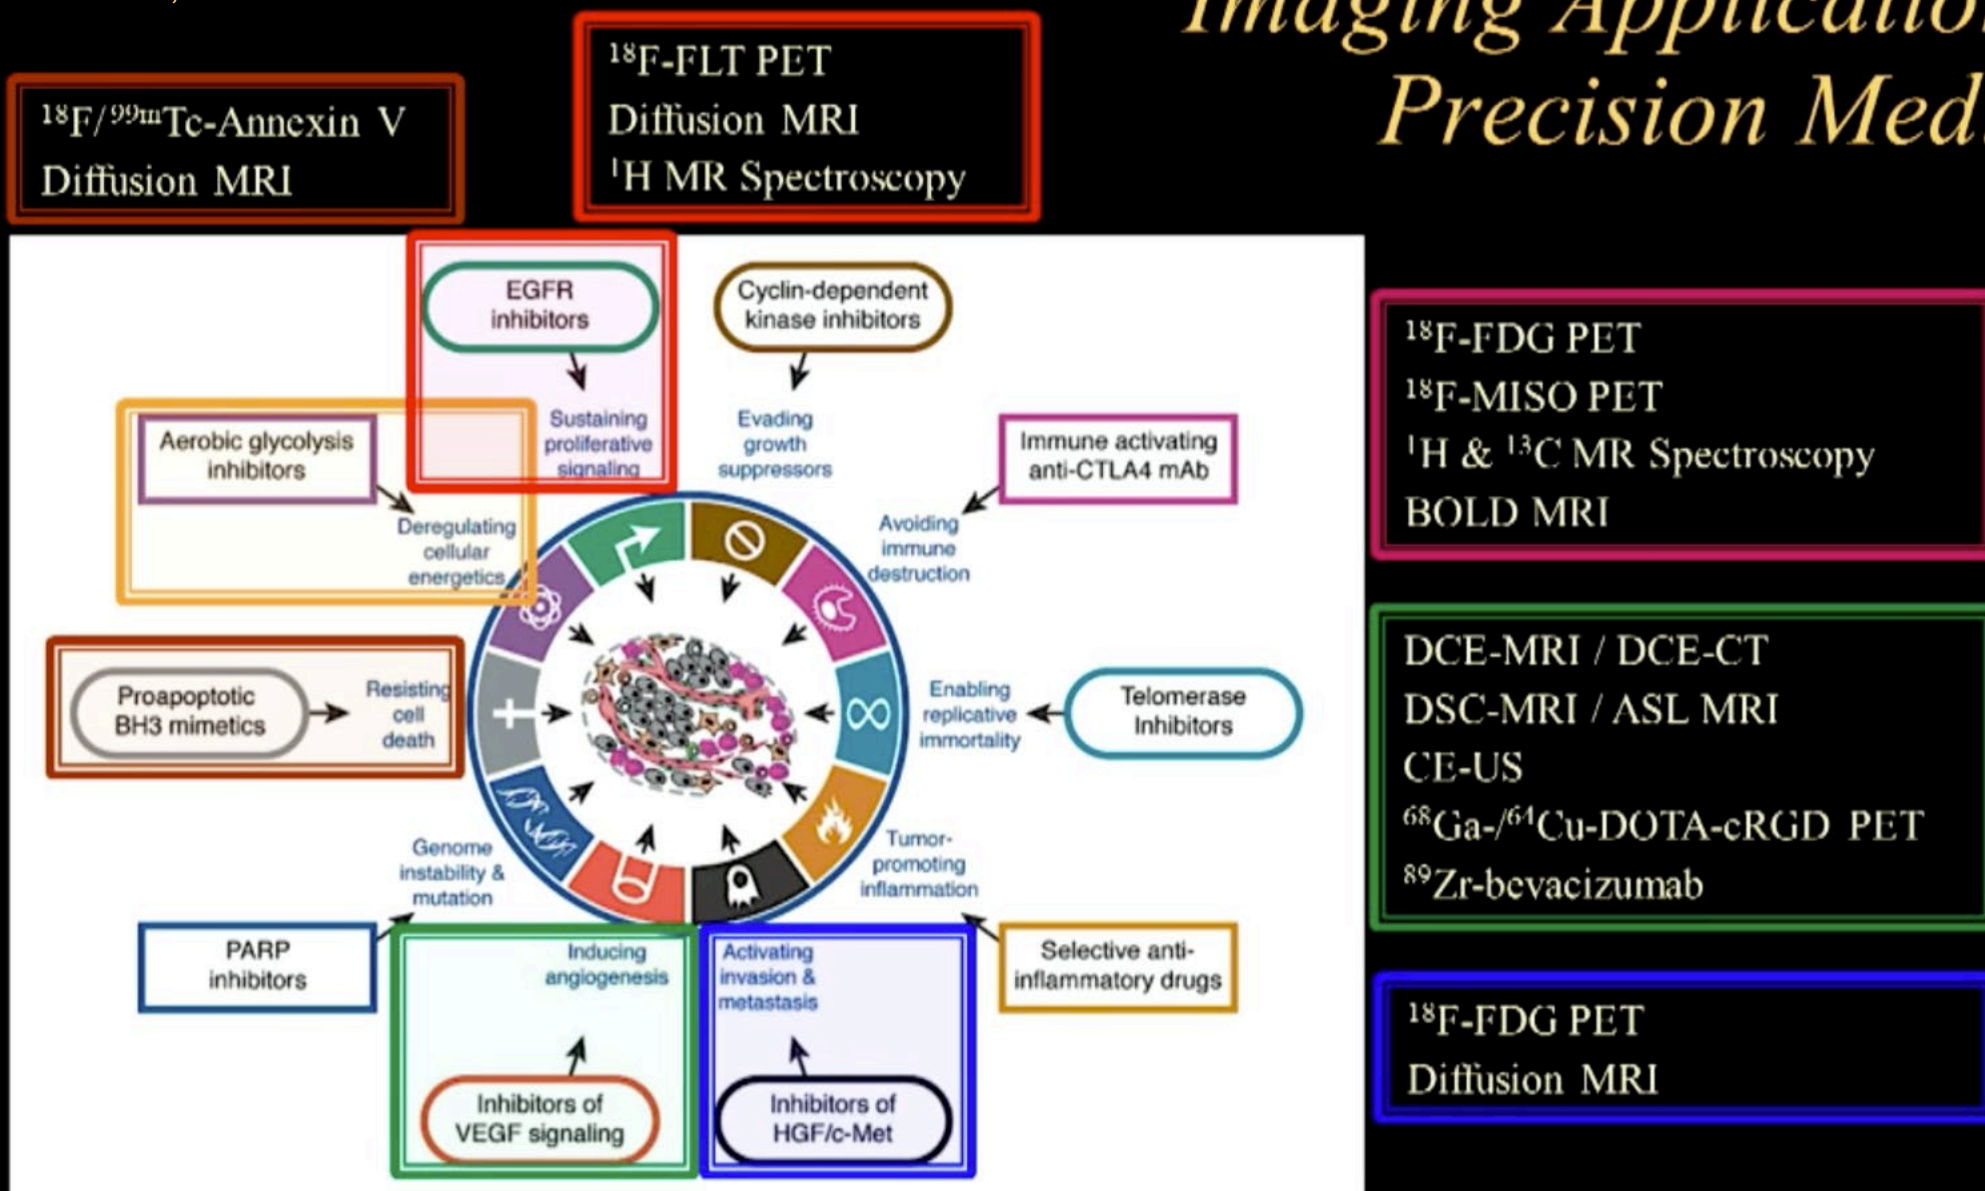 Imaging Application
Precision Med
¹⁸F/⁹⁹ᵐTc-Annexin V
Diffusion MRI
¹⁸F-FLT PET
Diffusion MRI
¹H MR Spectroscopy
EGFR
inhibitors
Cyclin-dependent
kinase inhibitors
Sustaining
proliferative
signaling
Evading
growth
suppressors
Aerobic glycolysis
inhibitors
Immune activating
anti-CTLA4 mAb
Deregulating
cellular
energetics
Avoiding
immune
destruction
Proapoptotic
BH3 mimetics
Resisting
cell
death
Enabling
replicative
immortality
Telomerase
Inhibitors
Genome
instability &
mutation
Tumor-
promoting
inflammation
PARP
inhibitors
Inducing
angiogenesis
Activating
invasion &
metastasis
Selective anti-
inflammatory drugs
Inhibitors of
VEGF signaling
Inhibitors of
HGF/c-Met
¹⁸F-FDG PET
¹⁸F-MISO PET
¹H & ¹³C MR Spectroscopy
BOLD MRI
DCE-MRI / DCE-CT
DSC-MRI / ASL MRI
CE-US
⁶⁸Ga-/⁶⁴Cu-DOTA-cRGD PET
⁸⁹Zr-bevacizumab
¹⁸F-FDG PET
Diffusion MRI